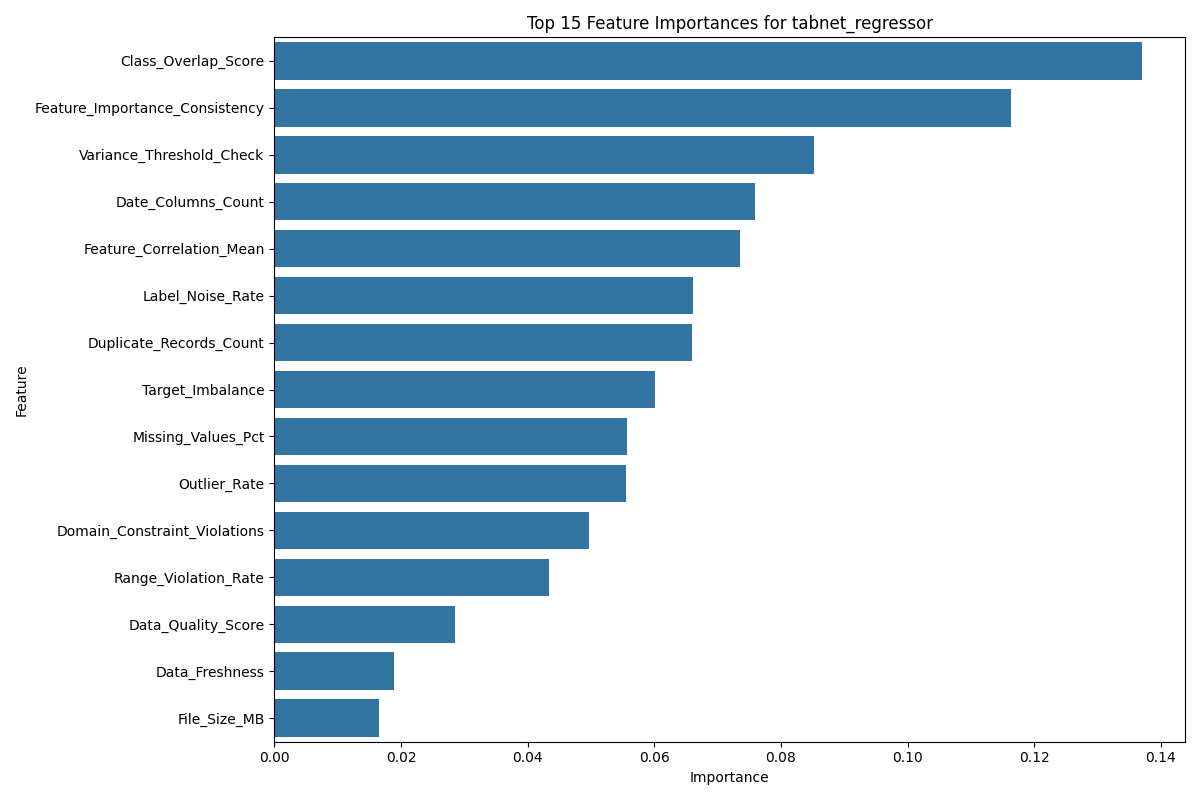 Top 15 Feature Importances for tabnet_regressor
Class_Overlap_Score
Feature_Importance_Consistency
Variance_Threshold_Check
Date_Columns_Count
Feature_Correlation_Mean
Label_Noise_Rate
Duplicate_Records_Count
Target_Imbalance
Missing_Values_Pct
Outlier_Rate
Domain_Constraint_Violations
Range_Violation_Rate
Data_Quality_Score
Data_Freshness
File_Size_MB
Feature
0.00 0.02 0.04 0.06 0.08 0.10 0.12 0.14
Importance